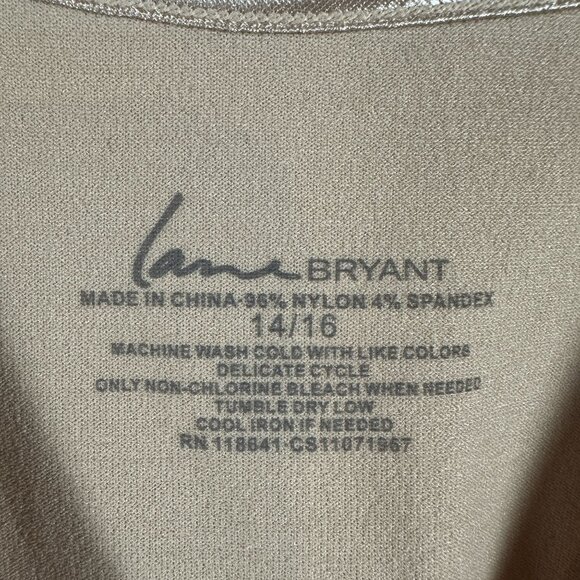 Lane BRYANT
MADE IN CHINA·96% NYLON 4% SPANDEX
14/16
MACHINE WASH COLD WITH LIKE COLORS
DELICATE CYCLE
ONLY NON-CHLORINE BLEACH WHEN NEEDED
TUMBLE DRY LOW
COOL IRON IF NEEDED
RN 118641·CS11071967